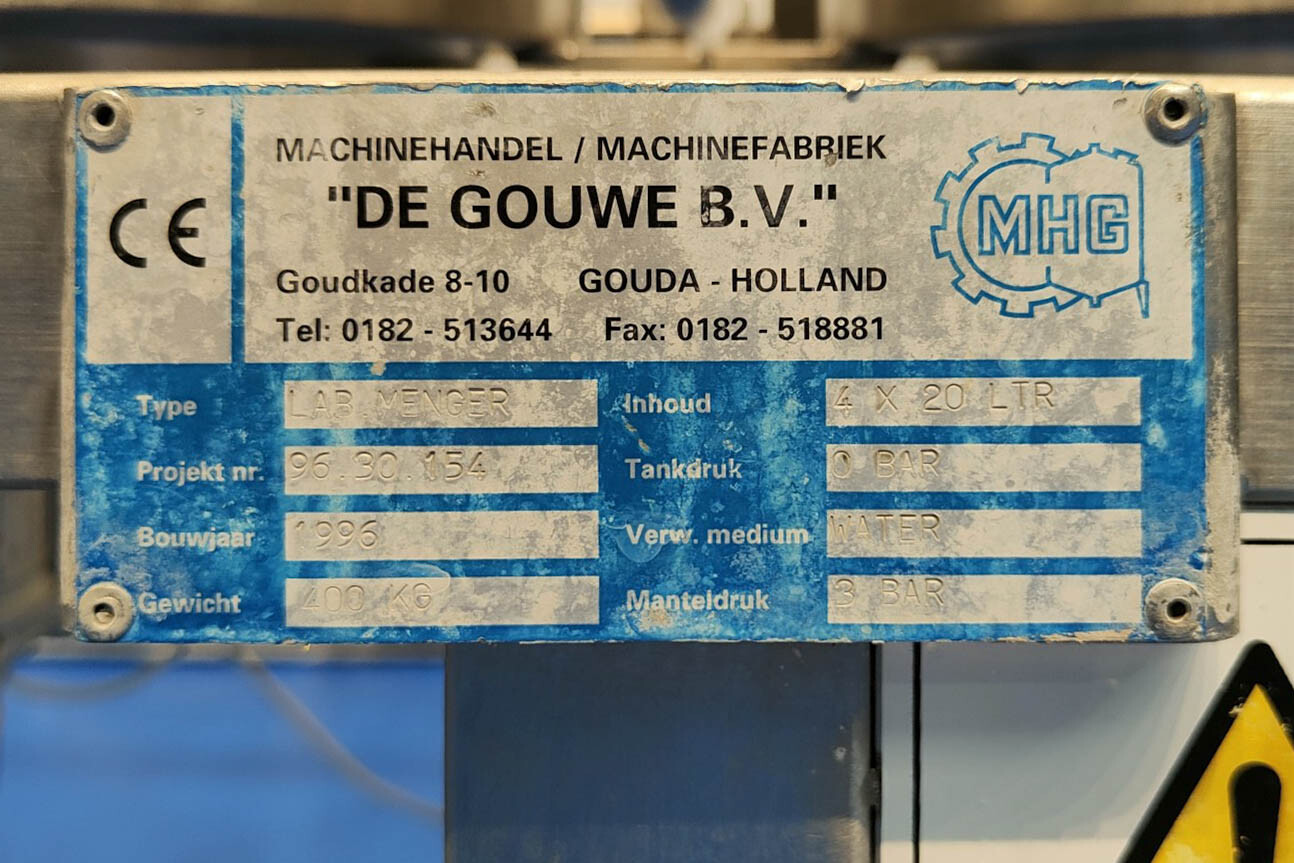 CE
MACHINEHANDEL / MACHINEFABRIEK
"DE GOUWE B.V."
Goudkade 8-10 GOUDA - HOLLAND
Tel: 0182 - 513644 Fax: 0182 - 518881
MHG
Type LAB MENGER Inhoud 4 X 20 LTR
Projekt nr. 96.30.154 Tankdruk 0 BAR
Bouwjaar 1996 Verw. medium WATER
Gewicht 400 KG Manteldruk 3 BAR